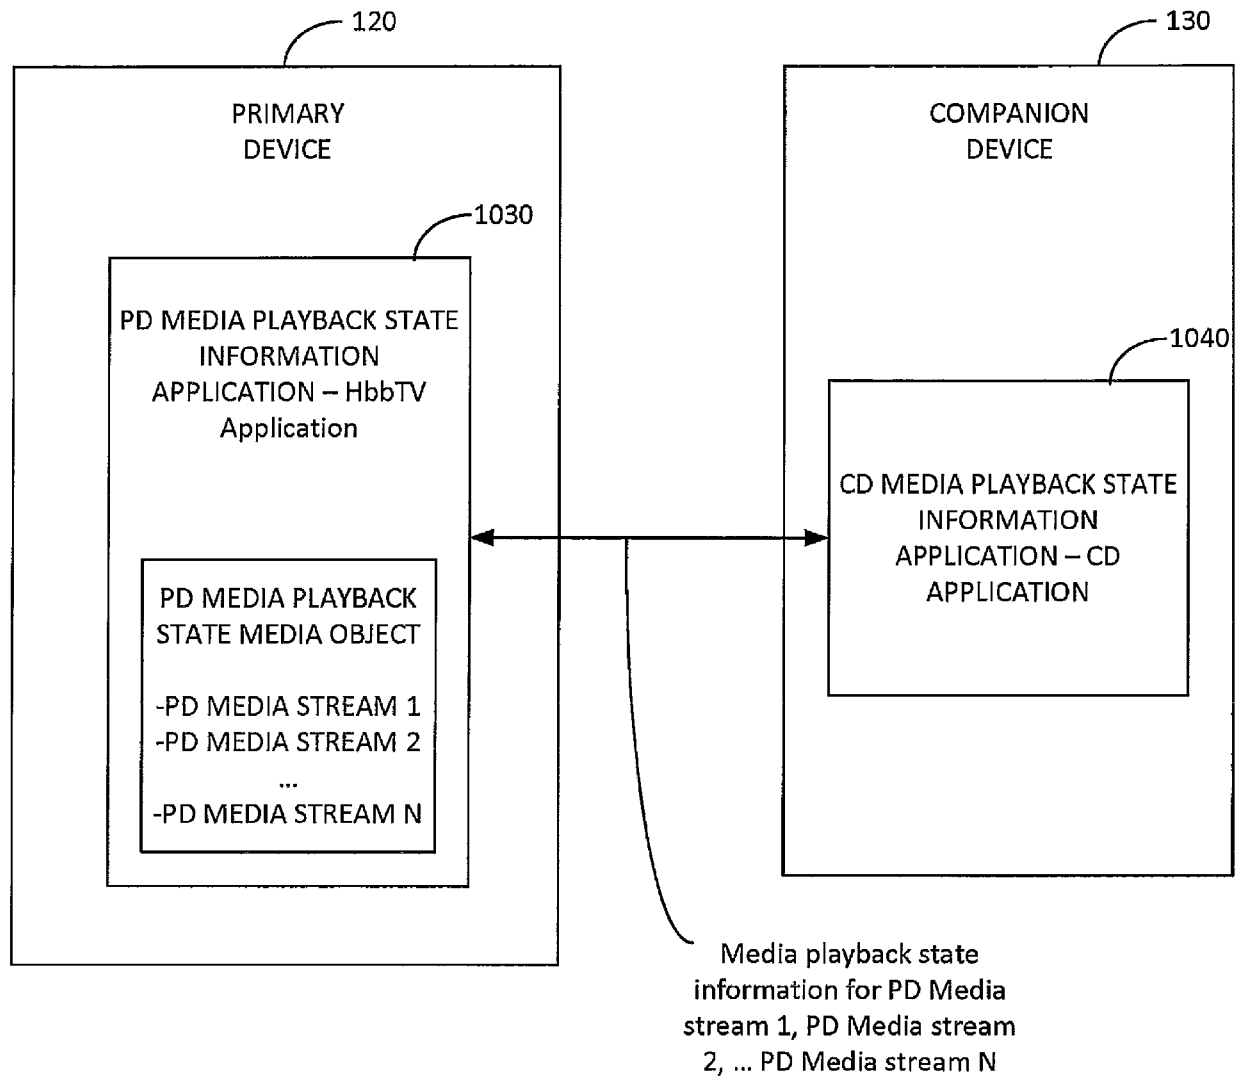 120
130
PRIMARY
DEVICE
COMPANION
DEVICE
1030
PD MEDIA PLAYBACK STATE
INFORMATION
APPLICATION – HbbTV
Application
1040
CD MEDIA PLAYBACK STATE
INFORMATION
APPLICATION – CD
APPLICATION
PD MEDIA PLAYBACK
STATE MEDIA OBJECT
-PD MEDIA STREAM 1
-PD MEDIA STREAM 2
...
-PD MEDIA STREAM N
Media playback state
information for PD Media
stream 1, PD Media stream
2, ... PD Media stream N